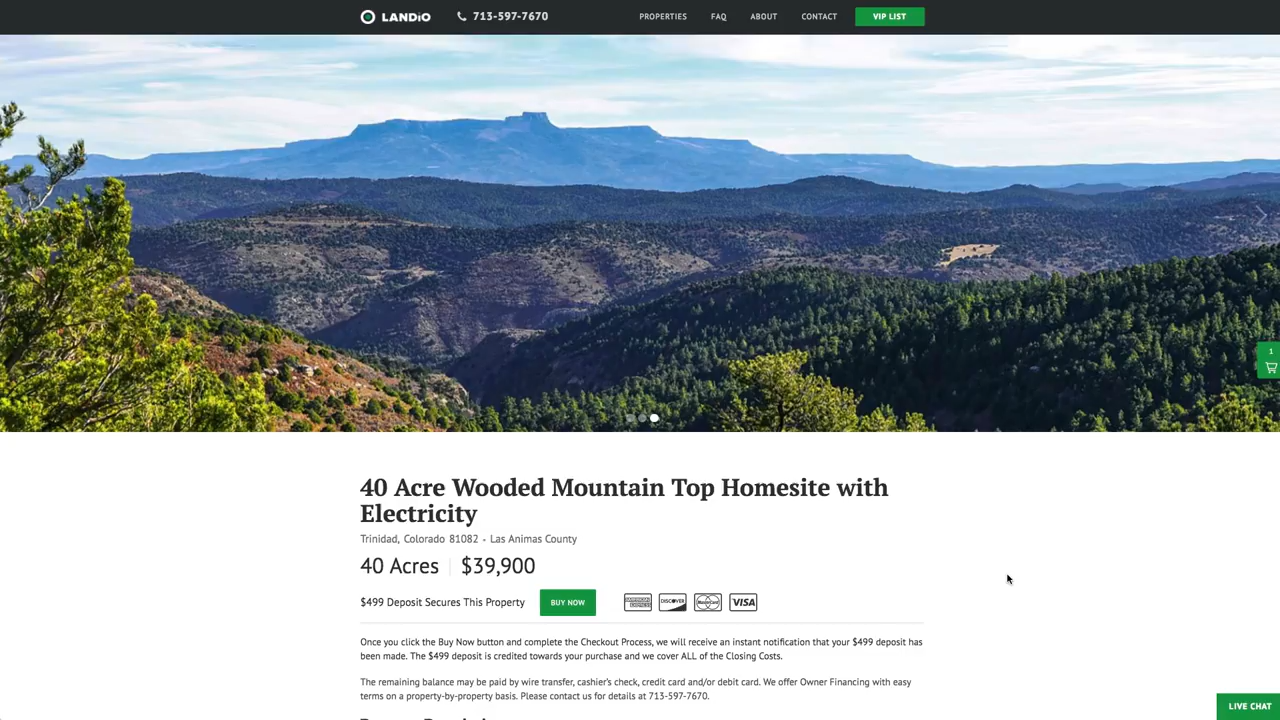 LANDiO
713-597-7670
PROPERTIES FAQ ABOUT CONTACT VIP LIST
1
40 Acre Wooded Mountain Top Homesite with
Electricity
Trinidad, Colorado 81082 - Las Animas County
40 Acres $39,900
$499 Deposit Secures This Property BUY NOW DISCOVER VISA
Once you click the Buy Now button and complete the Checkout Process, we will receive an instant notification that your $499 deposit has
been made. The $499 deposit is credited towards your purchase and we cover ALL of the Closing Costs.
The remaining balance may be paid by wire transfer, cashier's check, credit card and/or debit card. We offer Owner Financing with easy
terms on a property-by-property basis. Please contact us for details at 713-597-7670.
LIVE CHAT